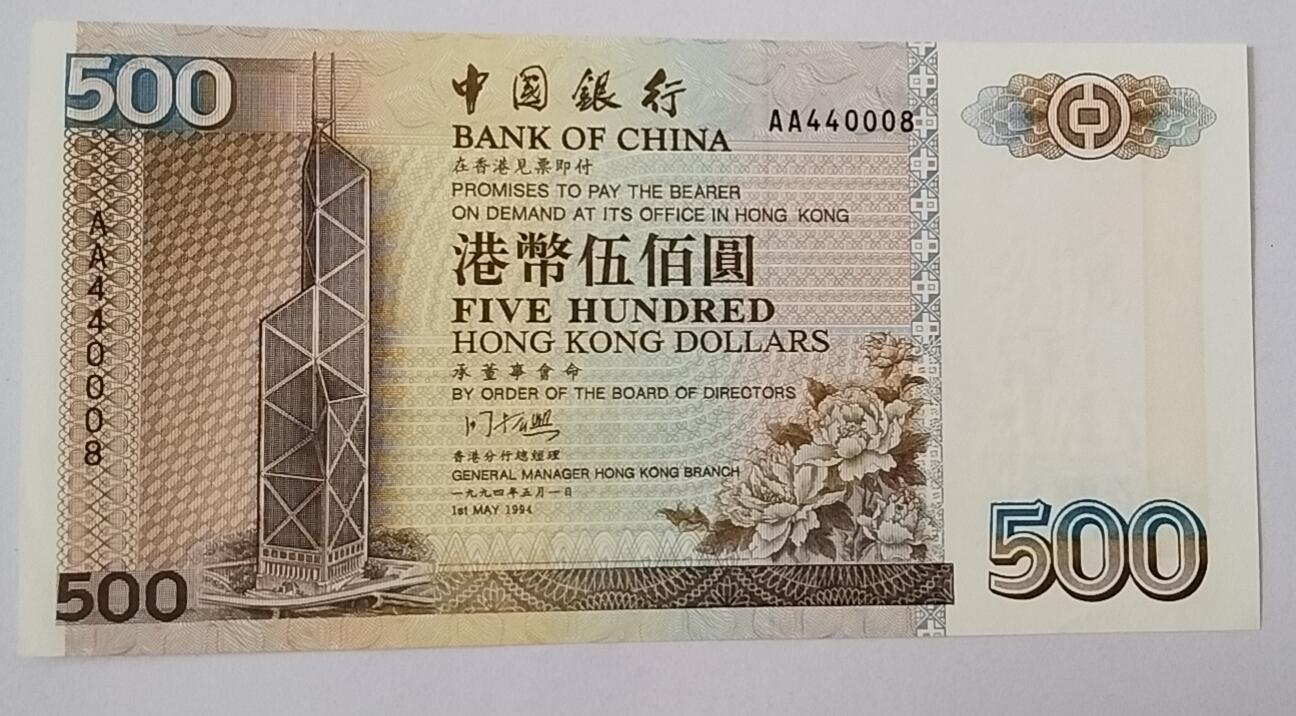 500
中國銀行
BANK OF CHINA
AA440008
在香港見票即付
PROMISES TO PAY THE BEARER
ON DEMAND AT ITS OFFICE IN HONG KONG
港幣伍佰圓
FIVE HUNDRED
HONG KONG DOLLARS
承董事會命
BY ORDER OF THE BOARD OF DIRECTORS
香港分行總經理
GENERAL MANAGER HONG KONG BRANCH
一九九四年五月一日
1st MAY 1994
AA440008
500
500